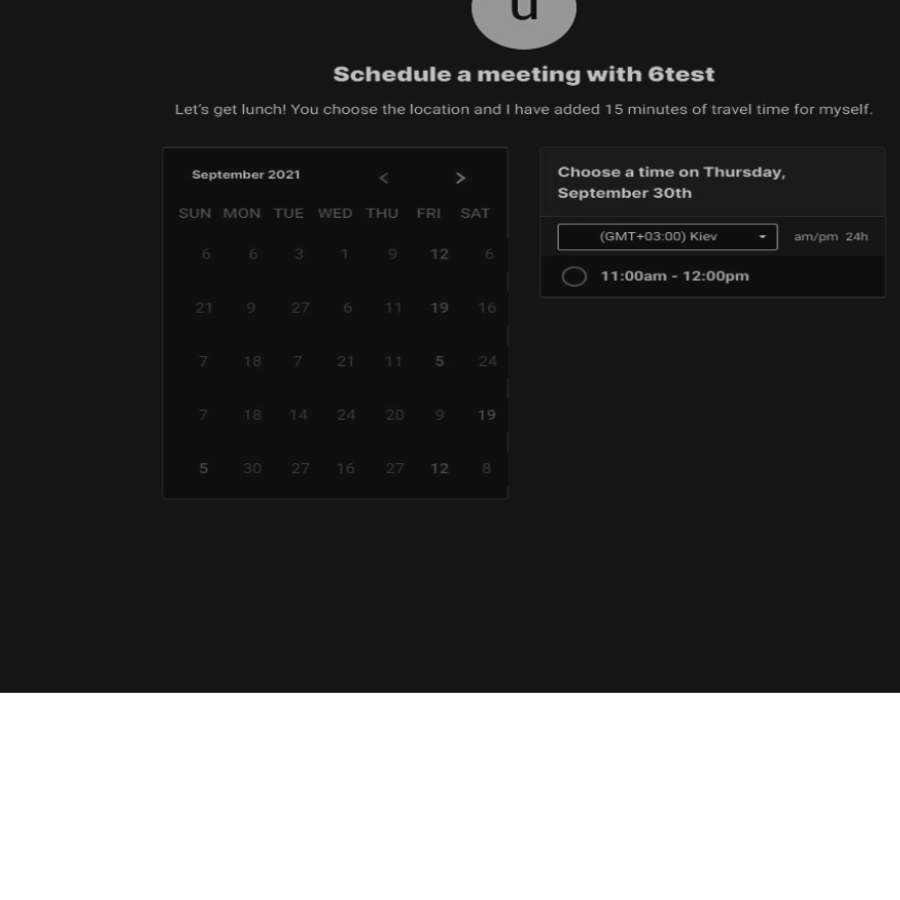 u
Schedule a meeting with 6test
Let's get lunch! You choose the location and I have added 15 minutes of travel time for myself.
September 2021 < >
SUN MON TUE WED THU FRI SAT
6 6 3 1 9 12 6
21 9 27 6 11 19 16
7 18 7 21 11 5 24
7 18 14 24 20 9 19
5 30 27 16 27 12 8
Choose a time on Thursday,
September 30th
(GMT+03:00) Kiev am/pm 24h
11:00am - 12:00pm